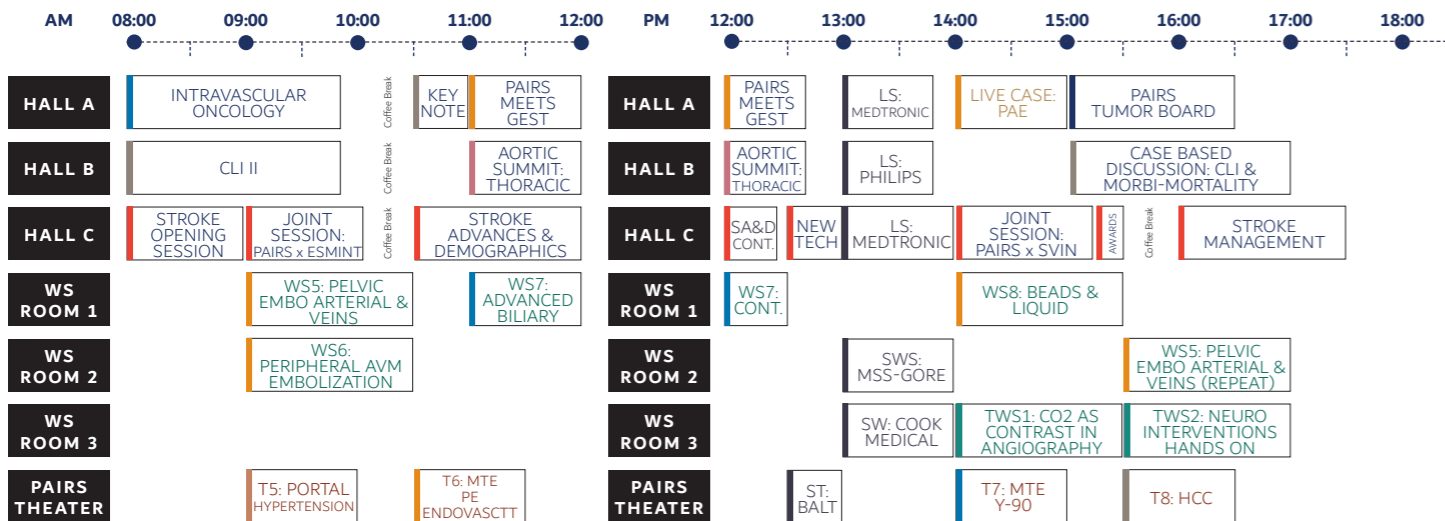 AM 08:00 09:00 10:00 11:00 12:00 PM 12:00 13:00 14:00 15:00 16:00 17:00 18:00
HALL A
INTRAVASCULAR
ONCOLOGY
Coffee Break
KEY
NOTE
PAIRS
MEETS
GEST
HALL A
PAIRS
MEETS
GEST
LS:
MEDTRONIC
LIVE CASE:
PAE
PAIRS
TUMOR BOARD
HALL B
CLI II
Coffee Break
AORTIC
SUMMIT:
THORACIC
HALL B
AORTIC
SUMMIT:
THORACIC
LS:
PHILIPS
CASE BASED
DISCUSSION: CLI &
MORBI-MORTALITY
HALL C
STROKE
OPENING
SESSION
JOINT
SESSION:
PAIRS x ESMINT
Coffee Break
STROKE
ADVANCES &
DEMOGRAPHICS
HALL C
SA&D
CONT.
NEW
TECH
LS:
MEDTRONIC
JOINT
SESSION:
PAIRS x SVIN
AWARDS
Coffee Break
STROKE
MANAGEMENT
WS
ROOM 1
WS5: PELVIC
EMBO ARTERIAL &
VEINS
WS7:
ADVANCED
BILIARY
WS
ROOM 1
WS7:
CONT.
WS8: BEADS &
LIQUID
WS
ROOM 2
WS6:
PERIPHERAL AVM
EMBOLIZATION
WS
ROOM 2
SWS:
MSS-GORE
WS5: PELVIC
EMBO ARTERIAL &
VEINS (REPEAT)
WS
ROOM 3
WS
ROOM 3
SW: COOK
MEDICAL
TWS1: CO2 AS
CONTRAST IN
ANGIOGRAPHY
TWS2: NEURO
INTERVENTIONS
HANDS ON
PAIRS
THEATER
T5: PORTAL
HYPERTENSION
T6: MTE
PE
ENDOVASCTT
PAIRS
THEATER
ST:
BALT
T7: MTE
Y-90
T8: HCC